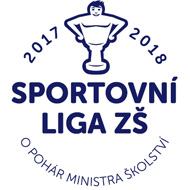 2017 2018
SPORTOVNÍ
LIGA ZŠ
O POHÁR MINISTRA ŠKOLSTVÍ